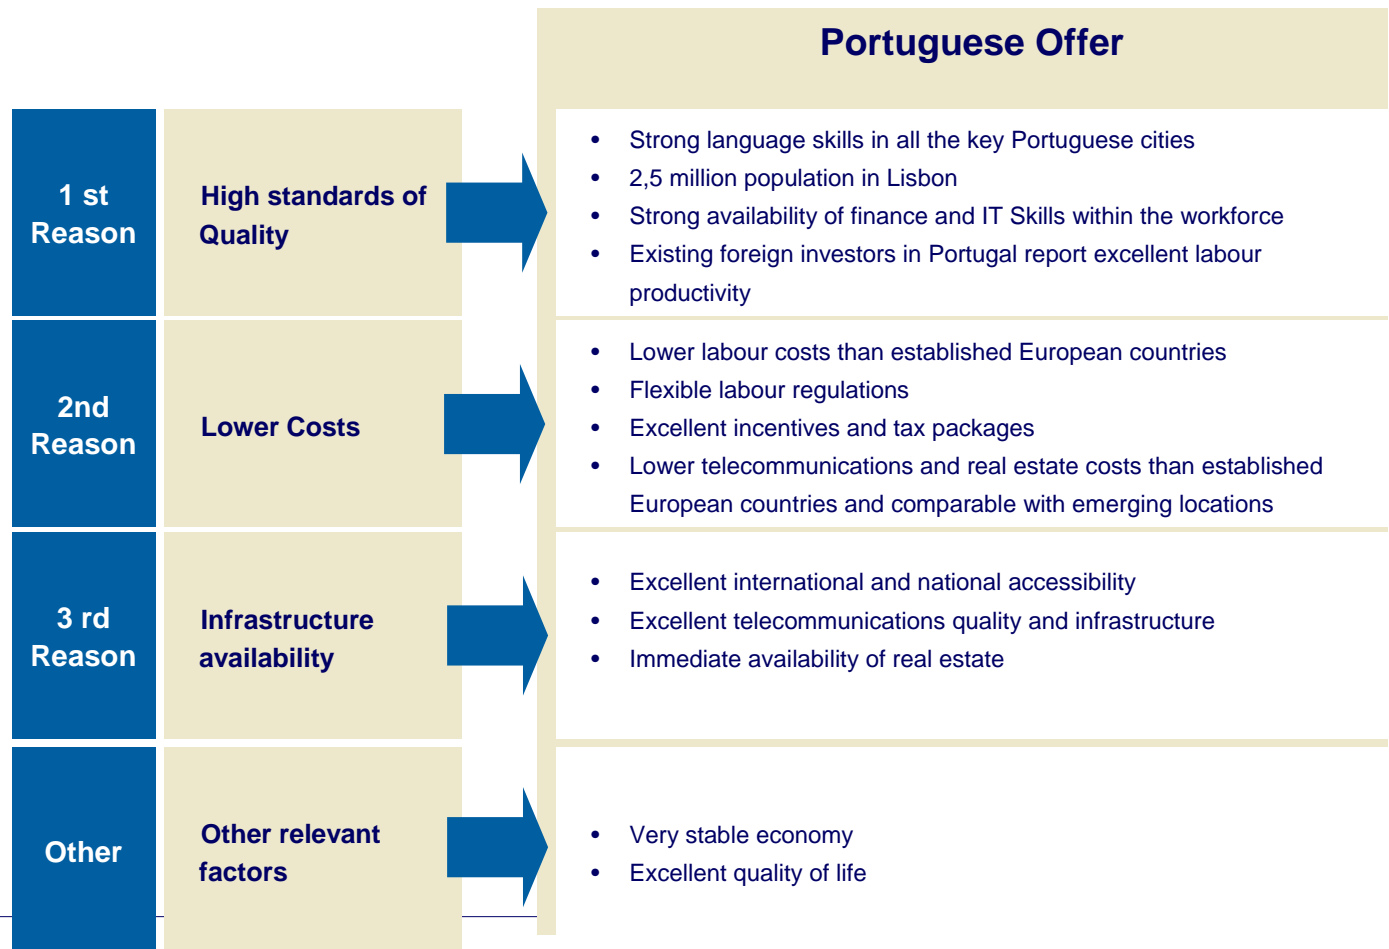 Portuguese Offer
1 st
Reason
High standards of
Quality
• Strong language skills in all the key Portuguese cities
• 2,5 million population in Lisbon
• Strong availability of finance and IT Skills within the workforce
• Existing foreign investors in Portugal report excellent labour
productivity
2nd
Reason
Lower Costs
• Lower labour costs than established European countries
• Flexible labour regulations
• Excellent incentives and tax packages
• Lower telecommunications and real estate costs than established
European countries and comparable with emerging locations
3 rd
Reason
Infrastructure
availability
• Excellent international and national accessibility
• Excellent telecommunications quality and infrastructure
• Immediate availability of real estate
Other
Other relevant
factors
• Very stable economy
• Excellent quality of life